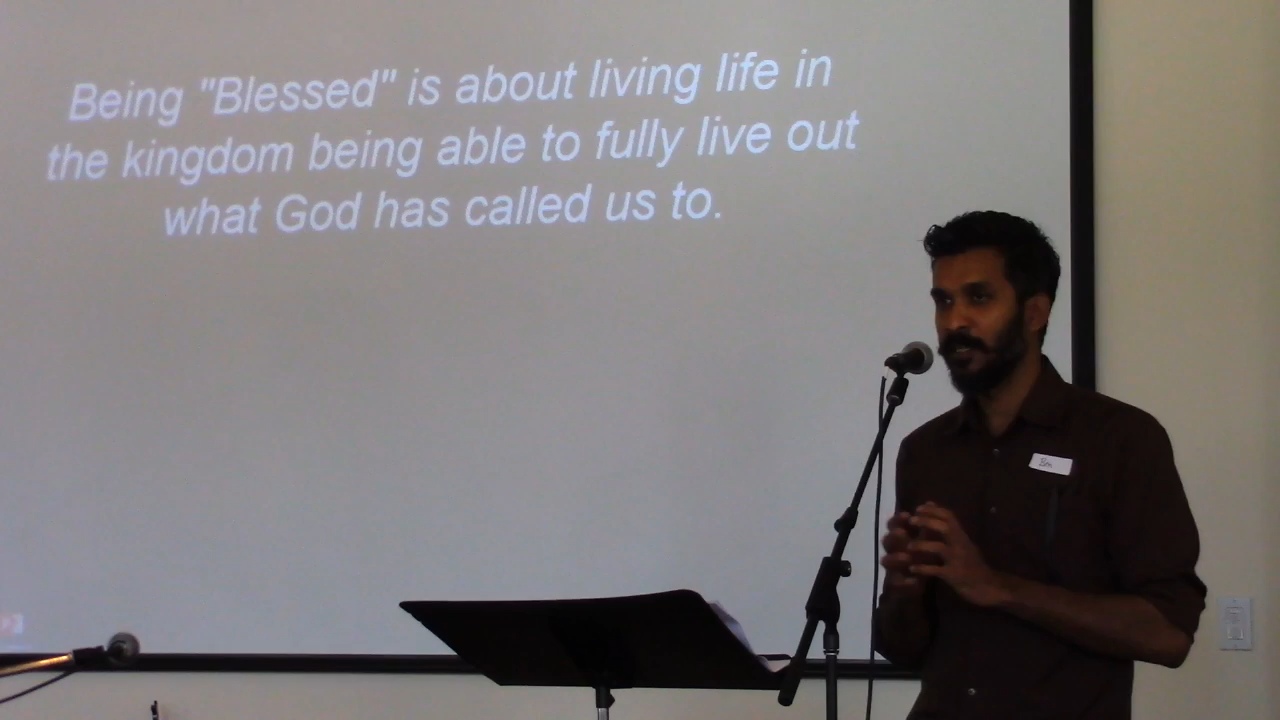 Being "Blessed" is about living life in
the kingdom being able to fully live out
what God has called us to.